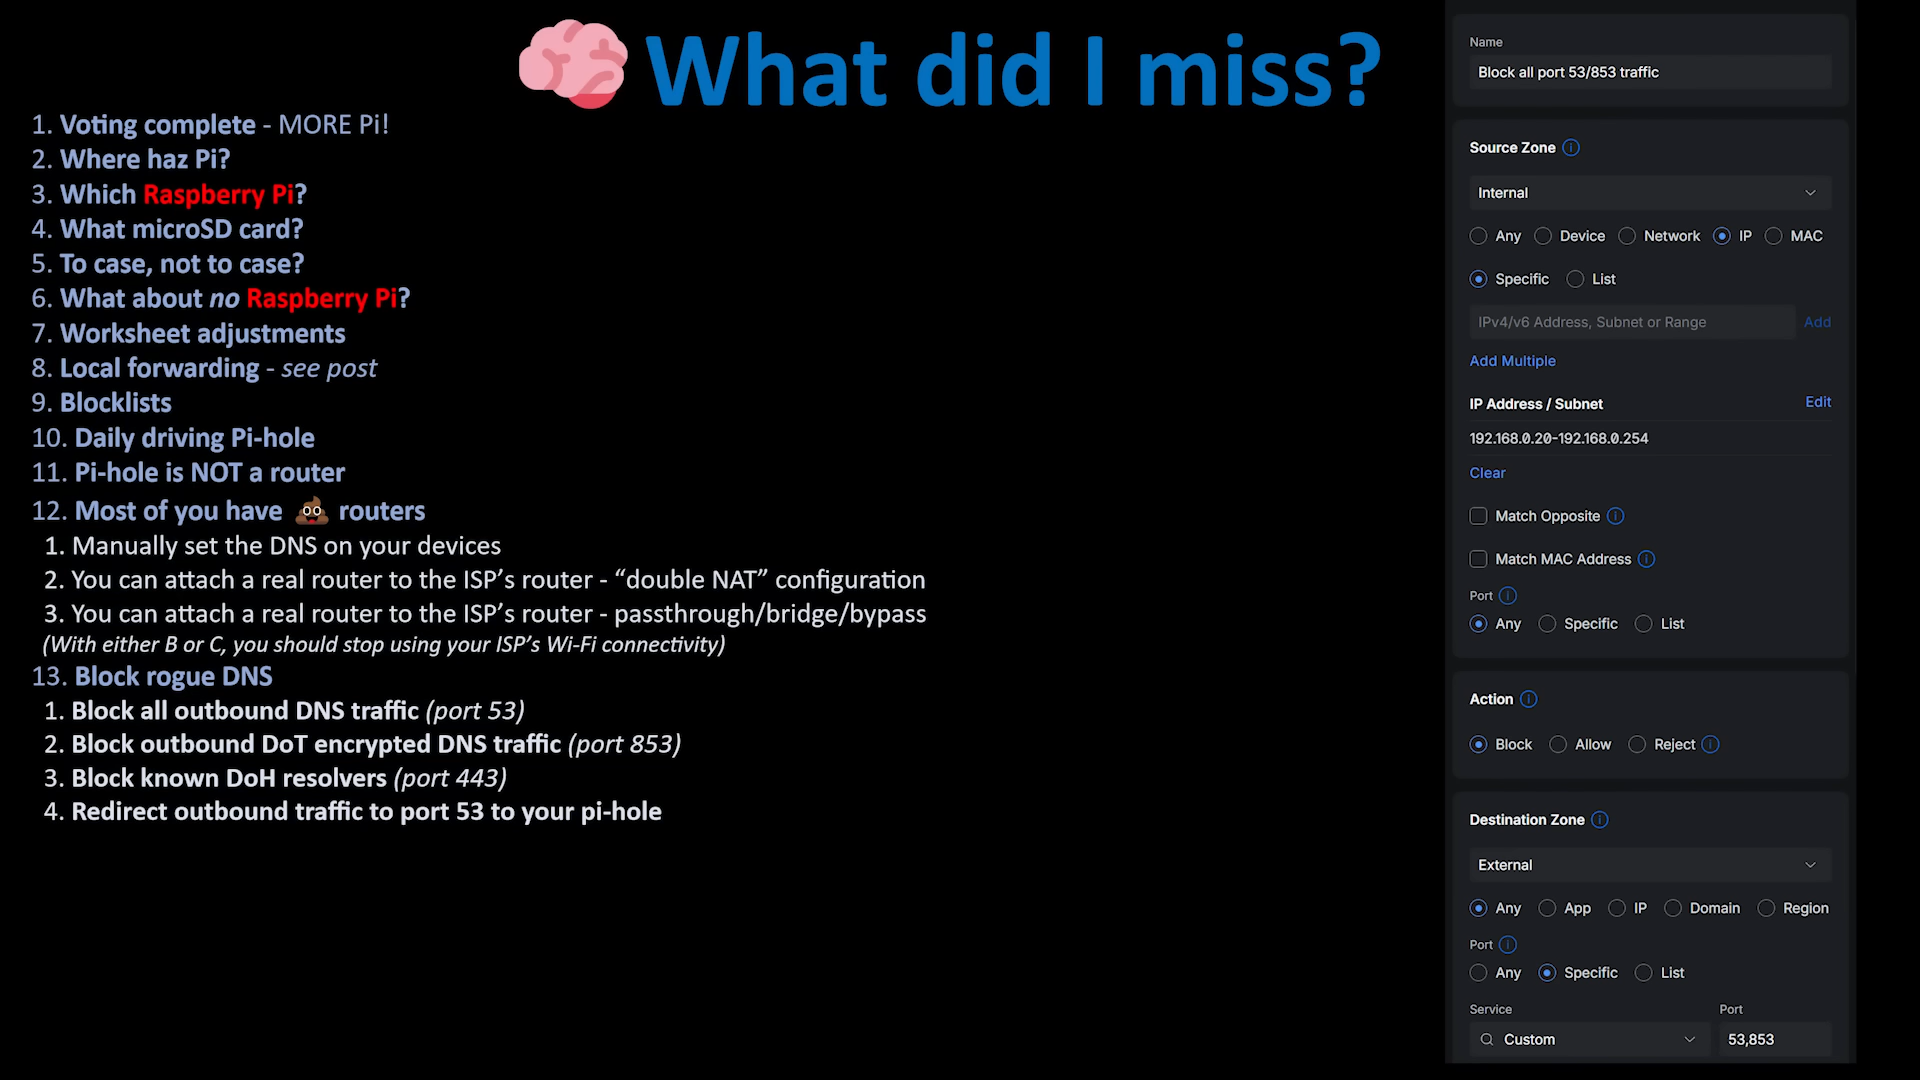 What did I miss?
1. Voting complete - MORE Pi!
2. Where haz Pi?
3. Which Raspberry Pi?
4. What microSD card?
5. To case, not to case?
6. What about no Raspberry Pi?
7. Worksheet adjustments
8. Local forwarding - see post
9. Blocklists
10. Daily driving Pi-hole
11. Pi-hole is NOT a router
12. Most of you have 💩 routers
1. Manually set the DNS on your devices
2. You can attach a real router to the ISP’s router - “double NAT” configuration
3. You can attach a real router to the ISP’s router - passthrough/bridge/bypass
(With either B or C, you should stop using your ISP’s Wi-Fi connectivity)
13. Block rogue DNS
1. Block all outbound DNS traffic (port 53)
2. Block outbound DoT encrypted DNS traffic (port 853)
3. Block known DoH resolvers (port 443)
4. Redirect outbound traffic to port 53 to your pi-hole
Name
Block all port 53/853 traffic
Source Zone
Internal
Any Device Network IP MAC
Specific List
IPv4/v6 Address, Subnet or Range Add
Add Multiple
IP Address / Subnet Edit
192.168.0.20-192.168.0.254
Clear
Match Opposite
Match MAC Address
Port
Any Specific List
Action
Block Allow Reject
Destination Zone
External
Any App IP Domain Region
Port
Any Specific List
Service Port
Custom 53,853